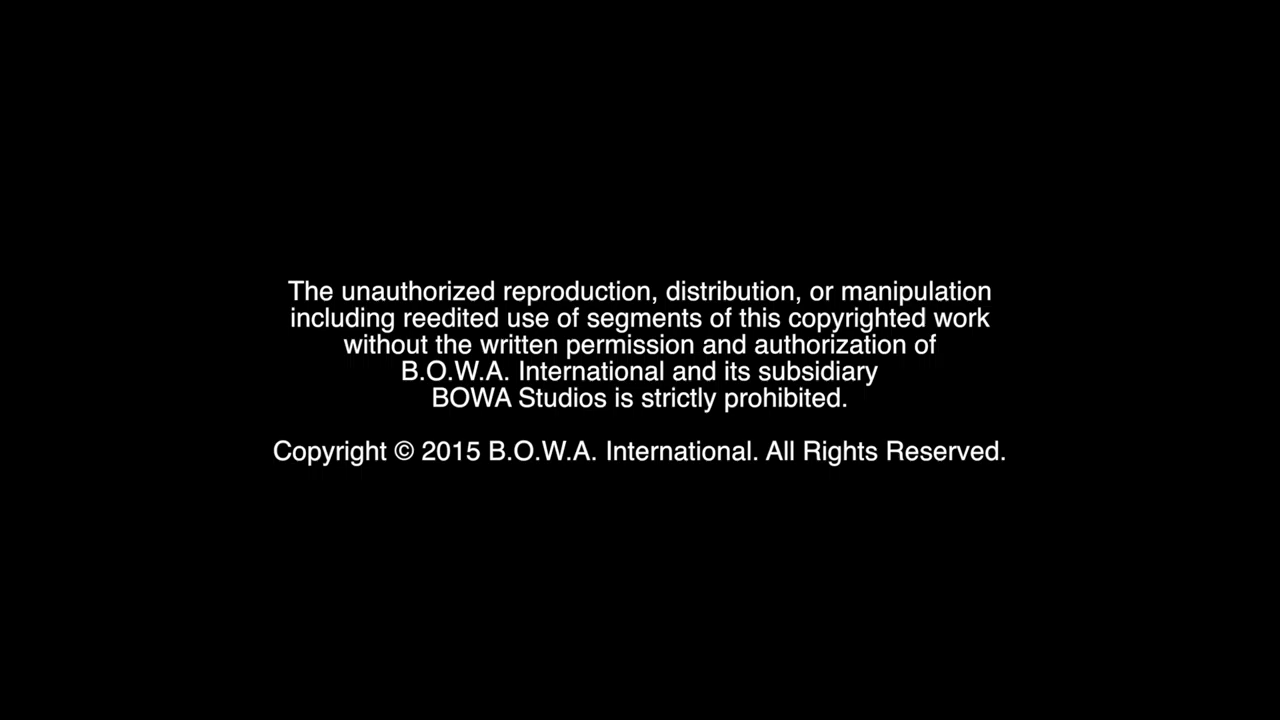 The unauthorized reproduction, distribution, or manipulation
including reedited use of segments of this copyrighted work
without the written permission and authorization of
B.O.W.A. International and its subsidiary
BOWA Studios is strictly prohibited.
Copyright © 2015 B.O.W.A. International. All Rights Reserved.